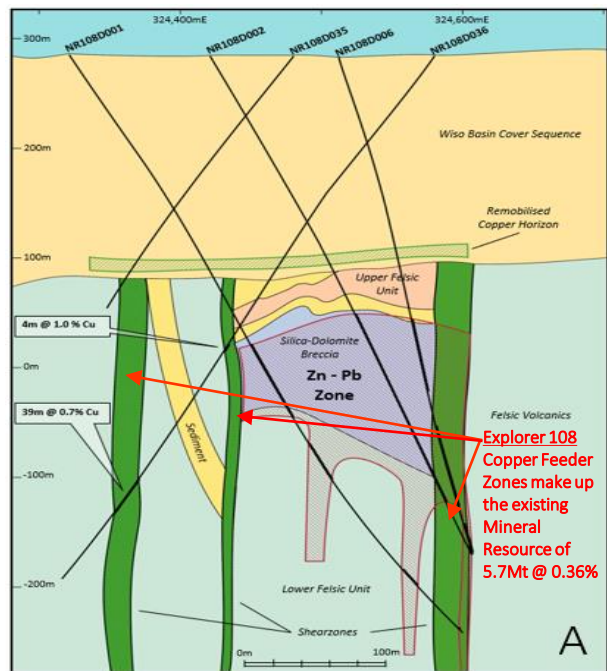 324,400mE
324,600mE
300m
NR108D001
NR108D002
NR108D035
NR108D006
NR108D036
Wiso Basin Cover Sequence
200m
Remobilised
Copper Horizon
100m
Upper Felsic
Unit
4m @ 1.0 % Cu
Silica-Dolomite
Breccia
0m
Zn - Pb
Zone
Felsic Volcanics
39m @ 0.7% Cu
Sediment
Explorer 108
Copper Feeder
Zones make up
the existing
Mineral
Resource of
5.7Mt @ 0.36%
-100m
-200m
Lower Felsic Unit
Shearzones
A
0m
100m